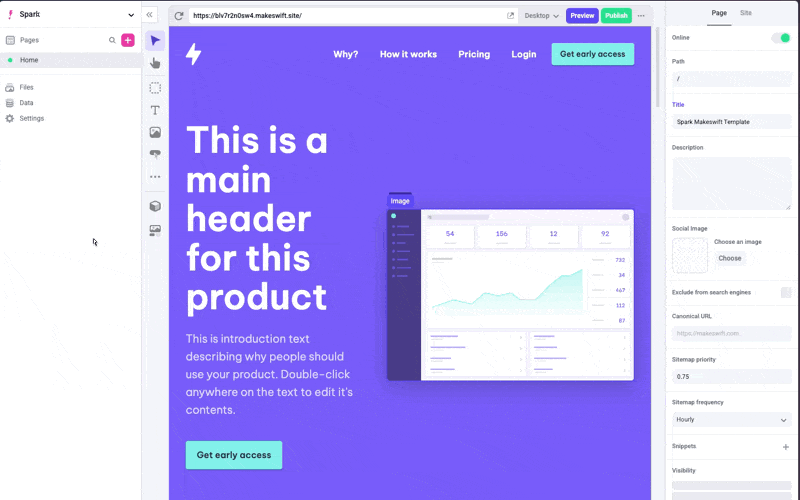 Spark
Pages
Home
Files
Data
Settings
https://blv7r2n0sw4.makeswift.site/
Desktop
Preview
Publish
Why?
How it works
Pricing
Login
Get early access
This is a
main
header
for this
product
This is introduction text
describing why people should
use your product. Double-click
anywhere on the text to edit it's
contents.
Get early access
Image
54
156
12
92
732
34
467
112
87
Page
Site
Online
Path
/
Title
Spark Makeswift Template
Description
Social Image
Choose an image
Choose
Exclude from search engines
Canonical URL
https://makeswift.com
Sitemap priority
0.75
Sitemap frequency
Hourly
Snippets
Visibility